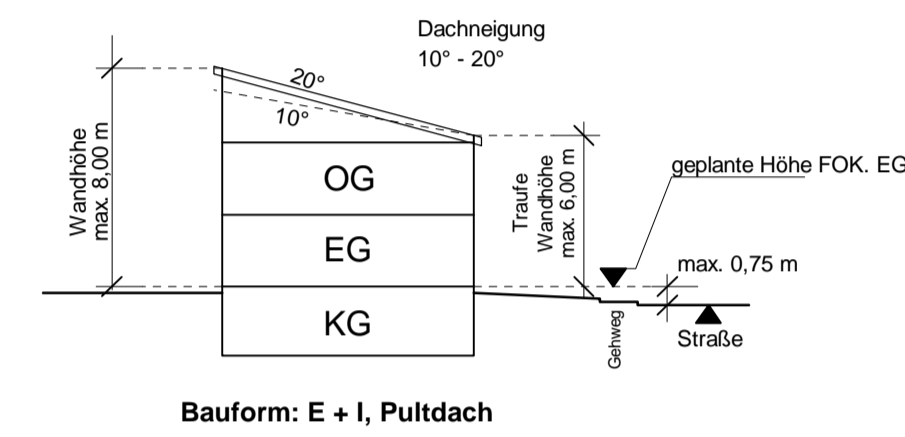 Dachneigung
10° - 20°
20°
10°
Wandhöhe
max. 8,00 m
OG
EG
KG
Traufe
Wandhöhe
max. 6,00 m
geplante Höhe FOK. EG
max. 0,75 m
Gehweg
Straße
Bauform: E + I, Pultdach